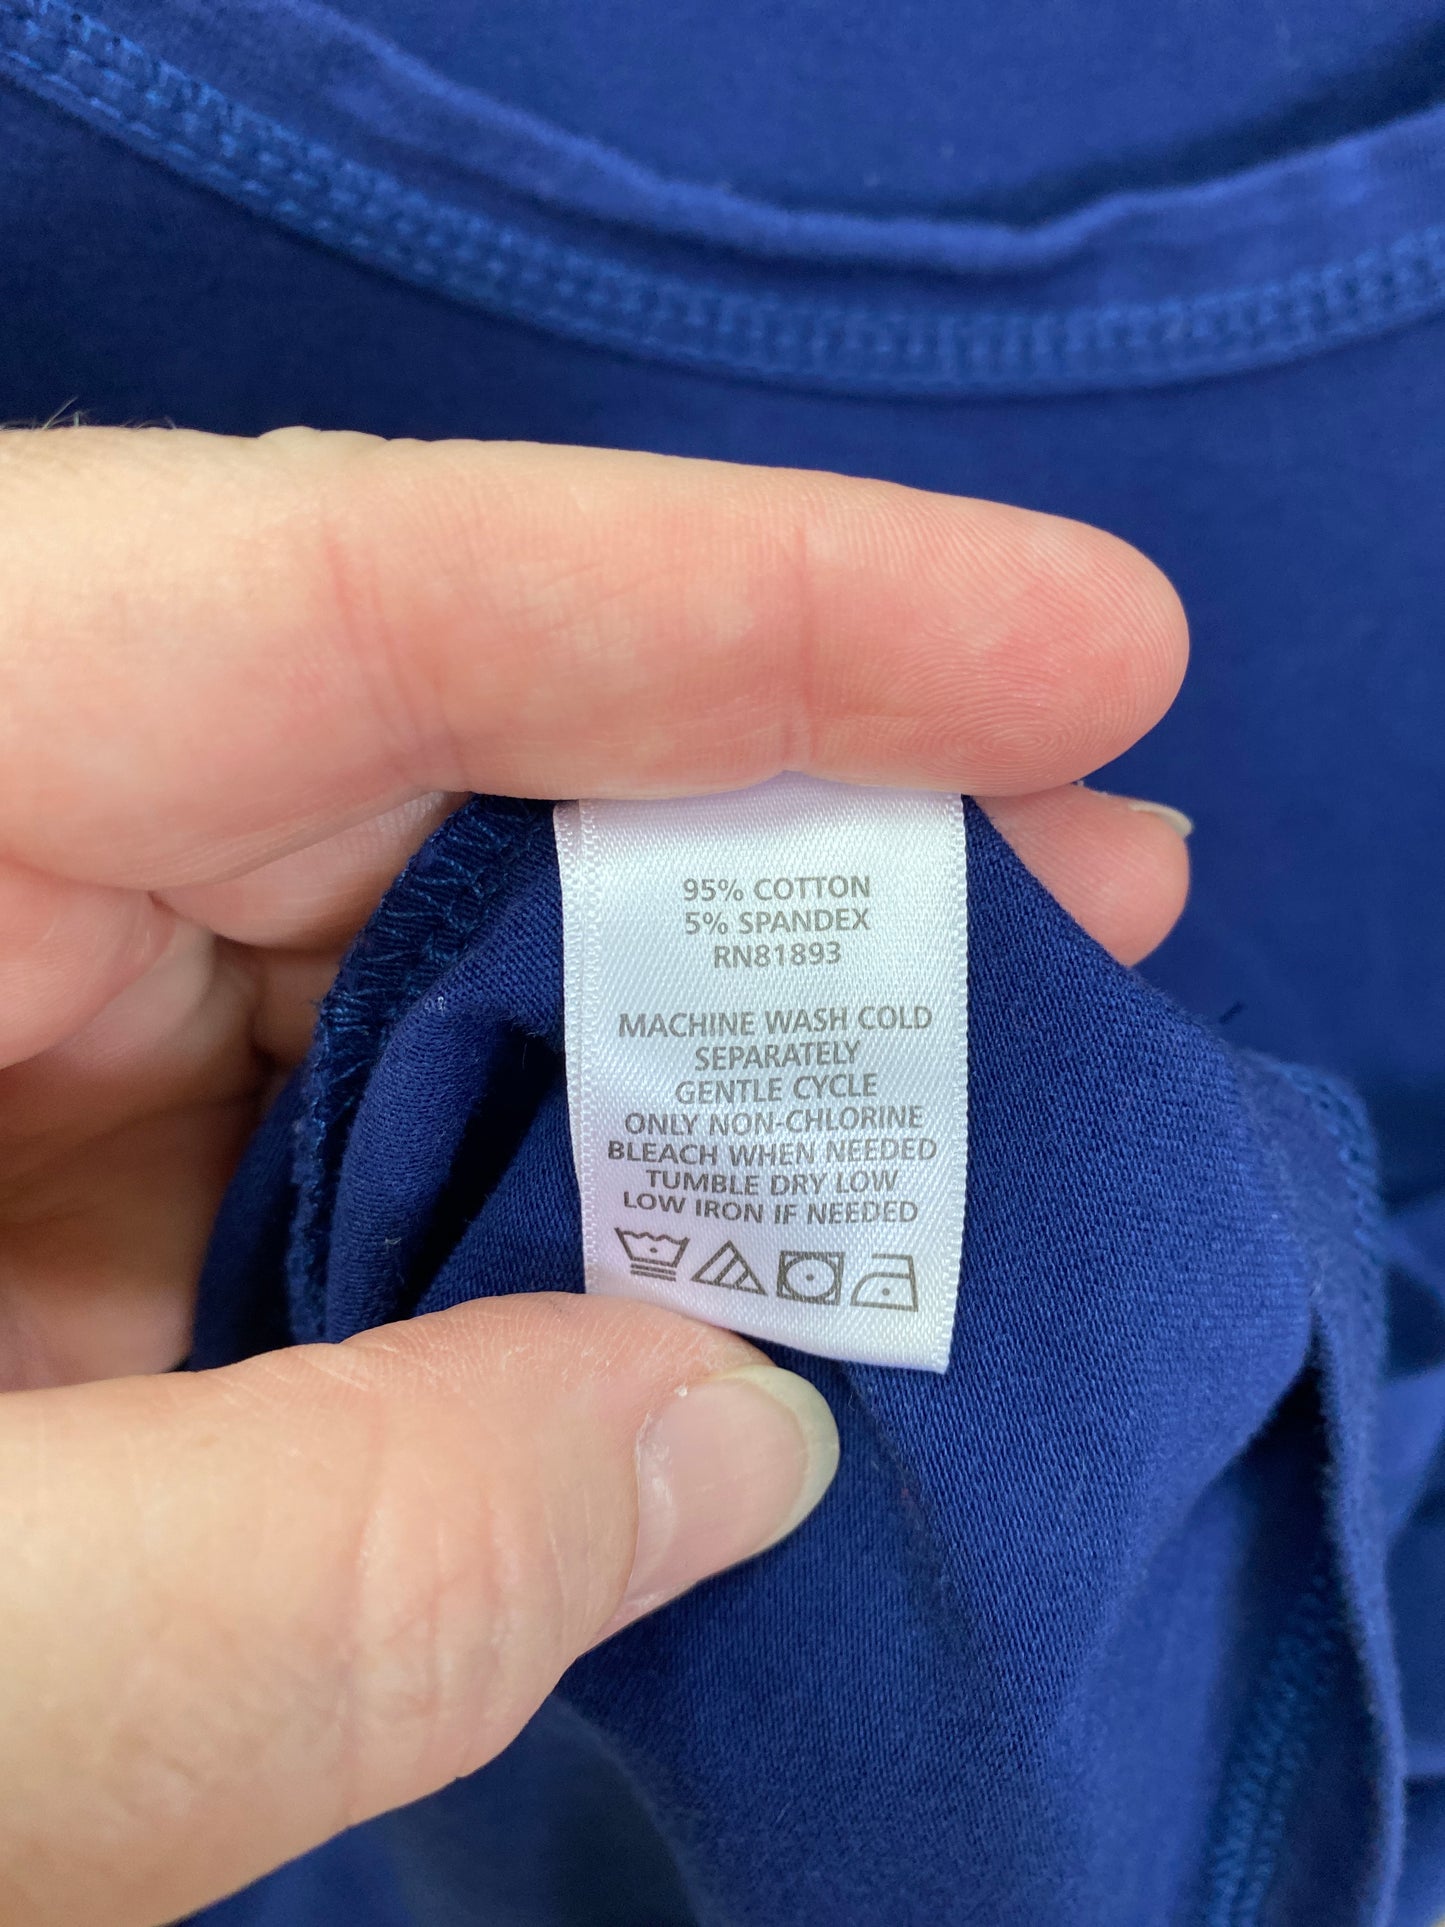 95% COTTON
5% SPANDEX
RN81893
MACHINE WASH COLD
SEPARATELY
GENTLE CYCLE
ONLY NON-CHLORINE
BLEACH WHEN NEEDED
TUMBLE DRY LOW
LOW IRON IF NEEDED